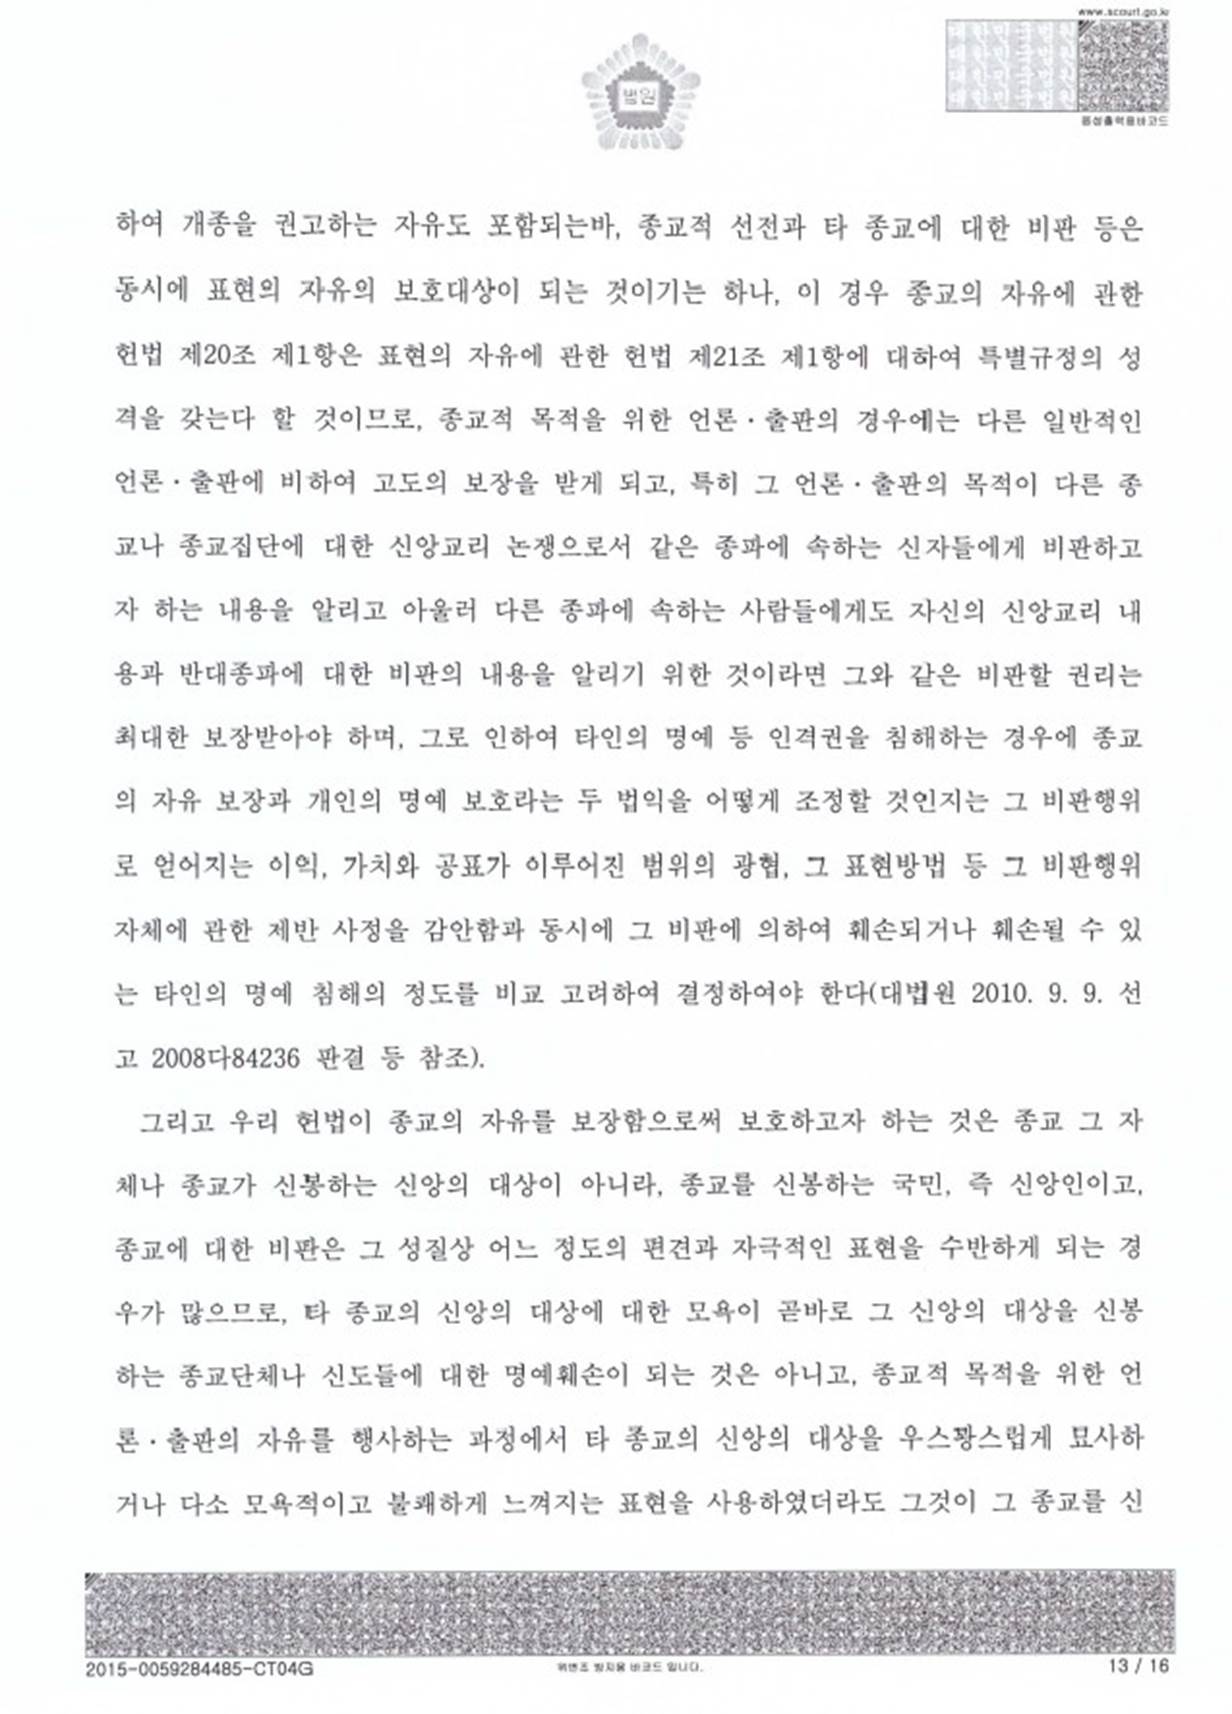 www.scourt.go.kr
대한민국법원
대한민국법원
대한민국법원
대한민국법원
법원
음성출력용바코드
하여 개종을 권고하는 자유도 포함되는바, 종교적 선전과 타 종교에 대한 비판 등은
동시에 표현의 자유의 보호대상이 되는 것이기는 하나, 이 경우 종교의 자유에 관한
헌법 제20조 제1항은 표현의 자유에 관한 헌법 제21조 제1항에 대하여 특별규정의 성
격을 갖는다 할 것이므로, 종교적 목적을 위한 언론·출판의 경우에는 다른 일반적인
언론·출판에 비하여 고도의 보장을 받게 되고, 특히 그 언론·출판의 목적이 다른 종
교나 종교집단에 대한 신앙교리 논쟁으로서 같은 종파에 속하는 신자들에게 비판하고
자 하는 내용을 알리고 아울러 다른 종파에 속하는 사람들에게도 자신의 신앙교리 내
용과 반대종파에 대한 비판의 내용을 알리기 위한 것이라면 그와 같은 비판할 권리는
최대한 보장받아야 하며, 그로 인하여 타인의 명예 등 인격권을 침해하는 경우에 종교
의 자유 보장과 개인의 명예 보호라는 두 법익을 어떻게 조정할 것인지는 그 비판행위
로 얻어지는 이익, 가치와 공표가 이루어진 범위의 광협, 그 표현방법 등 그 비판행위
자체에 관한 제반 사정을 감안함과 동시에 그 비판에 의하여 훼손되거나 훼손될 수 있
는 타인의 명예 침해의 정도를 비교 고려하여 결정하여야 한다(대법원 2010. 9. 9. 선
고 2008다84236 판결 등 참조).
그리고 우리 헌법이 종교의 자유를 보장함으로써 보호하고자 하는 것은 종교 그 자
체나 종교가 신봉하는 신앙의 대상이 아니라, 종교를 신봉하는 국민, 즉 신앙인이고,
종교에 대한 비판은 그 성질상 어느 정도의 편견과 자극적인 표현을 수반하게 되는 경
우가 많으므로, 타 종교의 신앙의 대상에 대한 모욕이 곧바로 그 신앙의 대상을 신봉
하는 종교단체나 신도들에 대한 명예훼손이 되는 것은 아니고, 종교적 목적을 위한 언
론·출판의 자유를 행사하는 과정에서 타 종교의 신앙의 대상을 우스꽝스럽게 묘사하
거나 다소 모욕적이고 불쾌하게 느껴지는 표현을 사용하였더라도 그것이 그 종교를 신
2015-0059284485-CT04G
위변조 방지용 바코드 입니다.
13 / 16